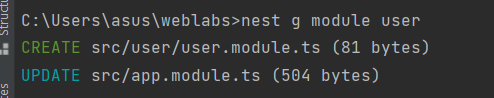 Structu
C:\Users\asus\weblabs>nest g module user
CREATE src/user/user.module.ts (81 bytes)
UPDATE src/app.module.ts (504 bytes)